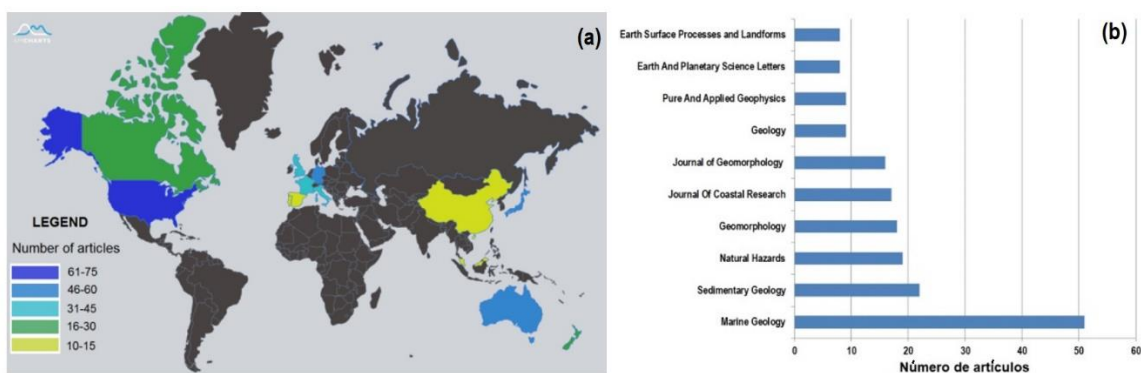 amCHARTS
(a)
LEGEND
Number of articles
61-75
46-60
31-45
16-30
10-15
(b)
Earth Surface Processes and Landforms
Earth And Planetary Science Letters
Pure And Applied Geophysics
Geology
Journal of Geomorphology
Journal Of Coastal Research
Geomorphology
Natural Hazards
Sedimentary Geology
Marine Geology
0 10 20 30 40 50 60
Número de artículos